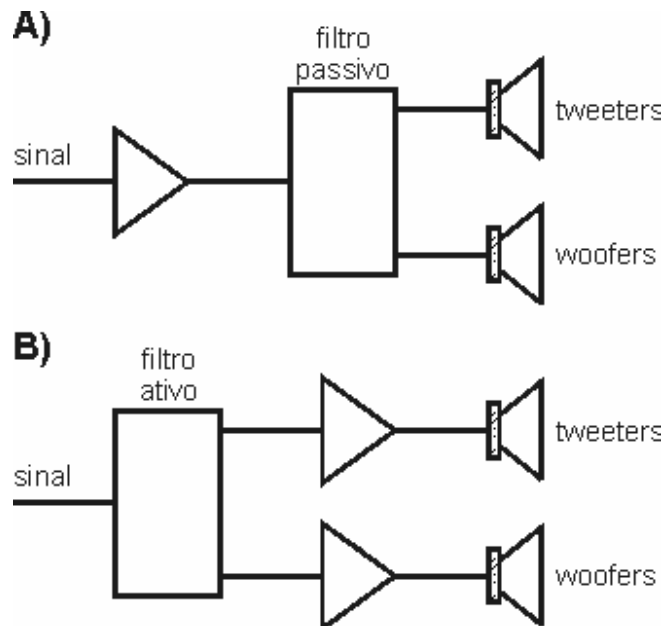 A)
filtro
passivo
sinal
tweeters
woofers
B)
filtro
ativo
sinal
tweeters
woofers